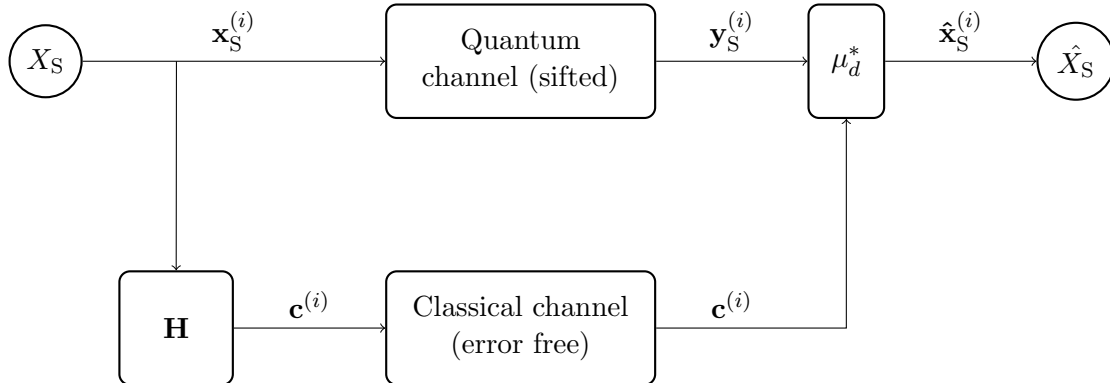 X_S
x_S^(i)
Quantum
channel (sifted)
y_S^(i)
μ_d^*
x̂_S^(i)
X̂_S
H
c^(i)
Classical channel
(error free)
c^(i)